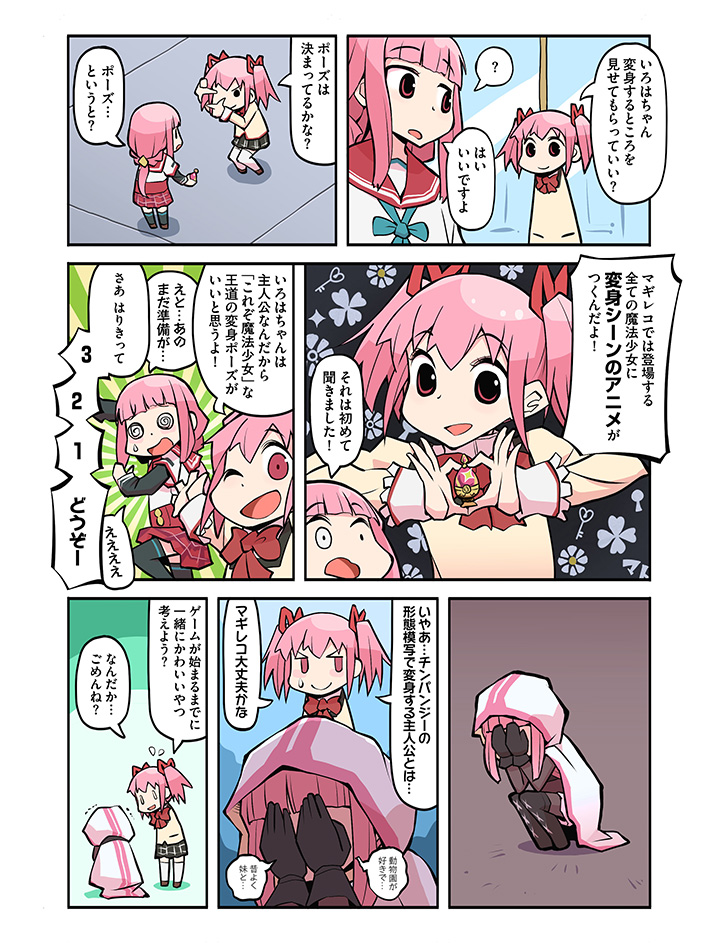 いろはちゃん
変身するところを
見せてもらっていい？
？
はい
いいですよ
ポーズは
決まってるかな？
ポーズ…
というと？
マギレコでは登場する
全ての魔法少女に
変身シーンのアニメが
つくんだよ！
それは初めて
聞きました！
いろはちゃんは
主人公なんだから
「これぞ魔法少女」な
王道の変身ポーズが
いいと思うよ！
えと…あの
まだ準備が…
さあ はりきって
3
2
1
どうぞー
ええええ
いやあ…チンパンジーの
形態模写で変身する主人公とは…
マギレコ大丈夫かな
動物園が
好きで…
昔よく
妹と…
ゲームが始まるまでに
一緒にかわいいやつ
考えよう？
なんだか…
ごめんね？